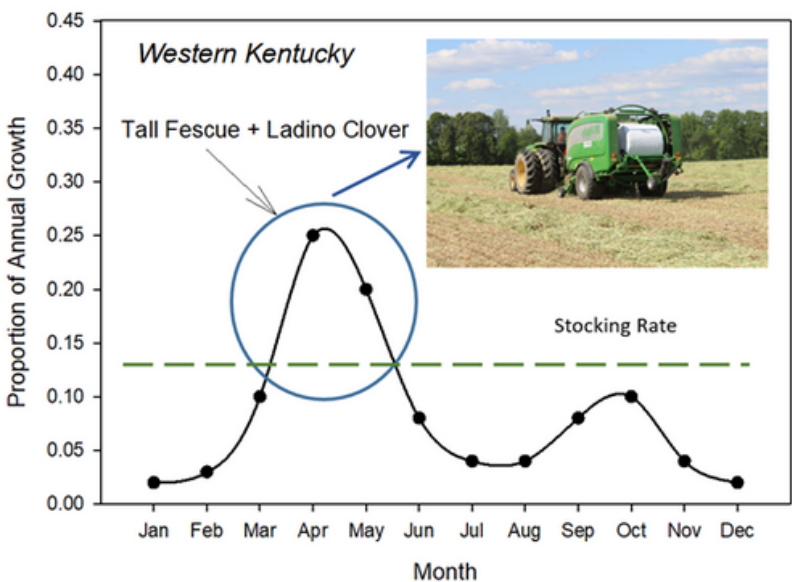 Western Kentucky
Tall Fescue + Ladino Clover
Stocking Rate
Proportion of Annual Growth
0.45
0.40
0.35
0.30
0.25
0.20
0.15
0.10
0.05
0.00
Jan Feb Mar Apr May Jun Jul Aug Sep Oct Nov Dec
Month